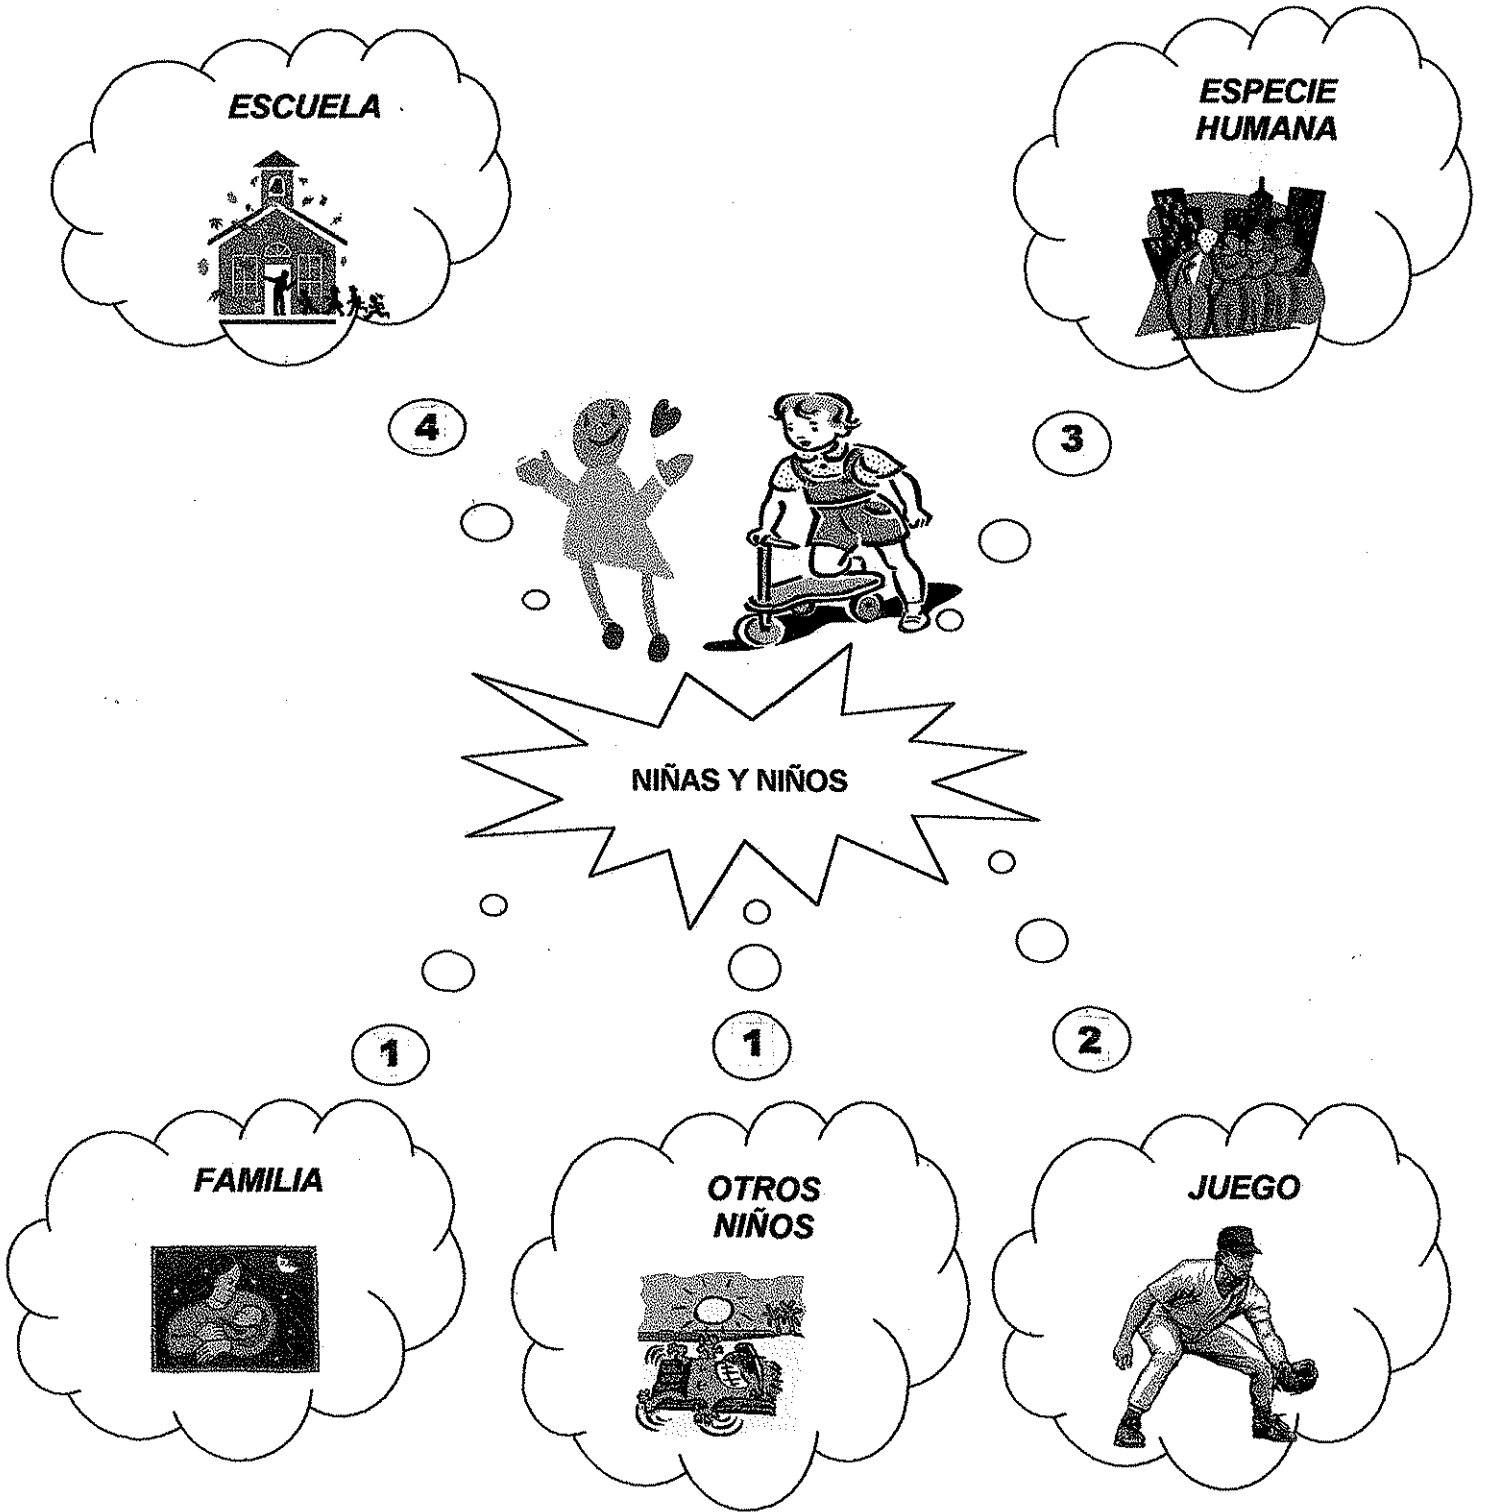 ESCUELA
ESPECIE
HUMANA
4
3
NIÑAS Y NIÑOS
1
1
2
FAMILIA
OTROS
NIÑOS
JUEGO